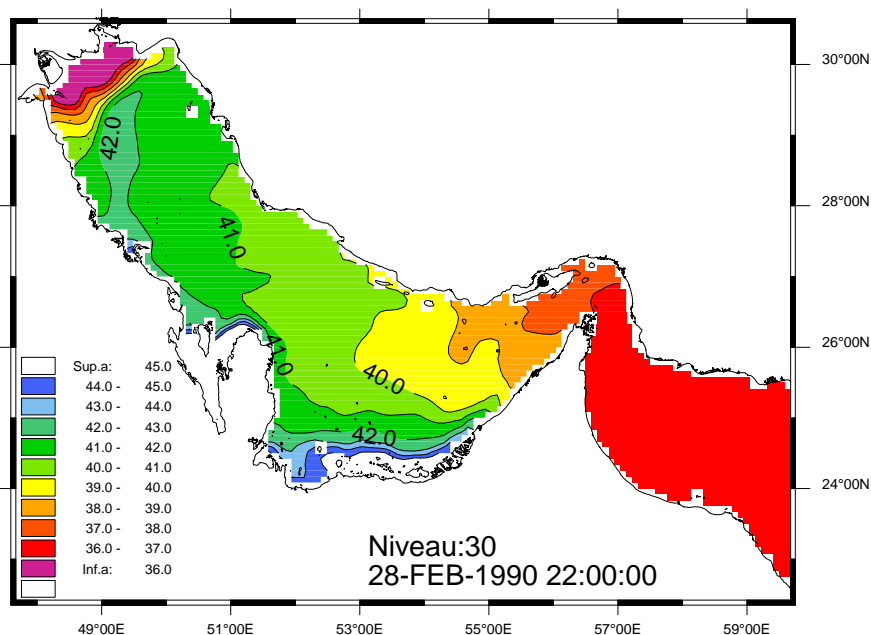 30°00N
28°00N
26°00N
24°00N
42.0
41.0
41.0
40.0
42.0
Sup.a: 45.0
44.0 - 45.0
43.0 - 44.0
42.0 - 43.0
41.0 - 42.0
40.0 - 41.0
39.0 - 40.0
38.0 - 39.0
37.0 - 38.0
36.0 - 37.0
Inf.a: 36.0
Niveau:30
28-FEB-1990 22:00:00
49°00E 51°00E 53°00E 55°00E 57°00E 59°00E